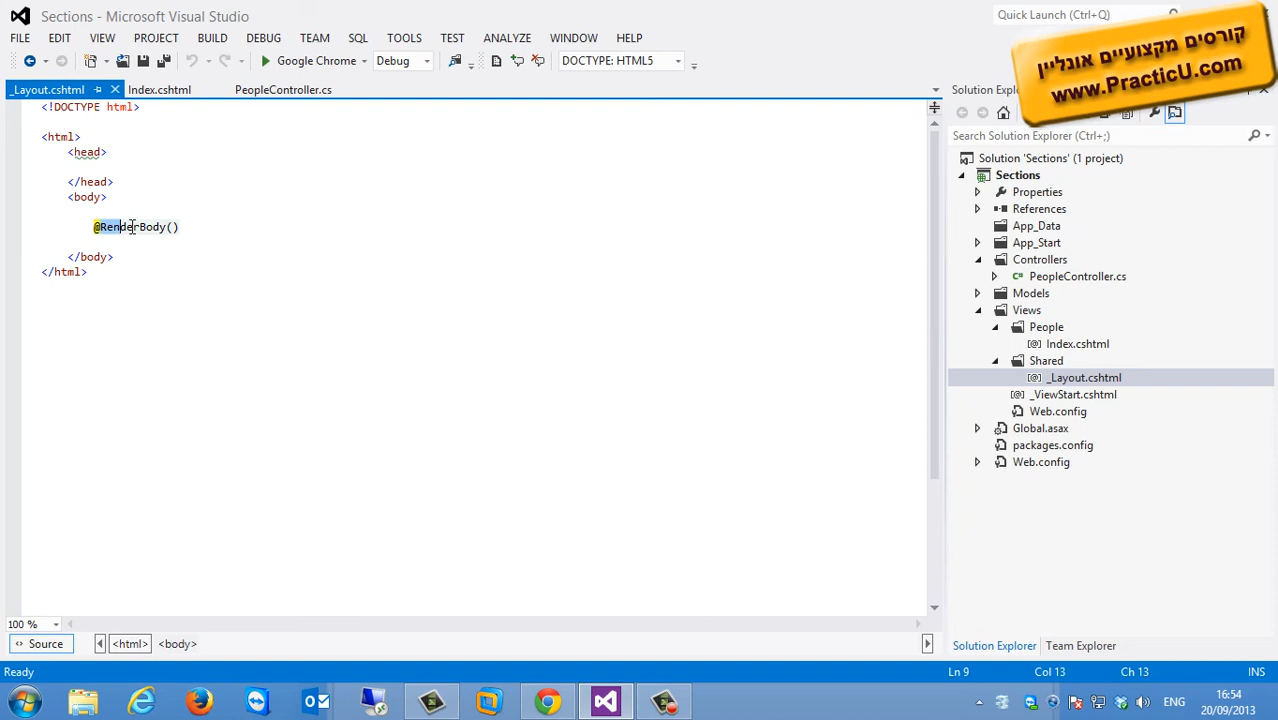 Sections - Microsoft Visual Studio
Quick Launch (Ctrl+Q)
FILE EDIT VIEW PROJECT BUILD DEBUG TEAM SQL TOOLS TEST ANALYZE WINDOW HELP
Google Chrome Debug DOCTYPE: HTML5
קורסים מקצועיים אונליין
www.PracticU.com
_Layout.cshtml Index.cshtml PeopleController.cs
<!DOCTYPE html>
<html>
<head>
</head>
<body>
@RenderBody()
</body>
</html>
100 %
Source <html> <body>
Search Solution Explorer (Ctrl+;)
Solution 'Sections' (1 project)
Sections
Properties
References
App_Data
App_Start
Controllers
PeopleController.cs
Models
Views
People
Index.cshtml
Shared
_Layout.cshtml
_ViewStart.cshtml
Web.config
Global.asax
packages.config
Web.config
Solution Explorer Team Explorer
Ready Ln 9 Col 13 Ch 13 INS
ENG 16:54
20/09/2013